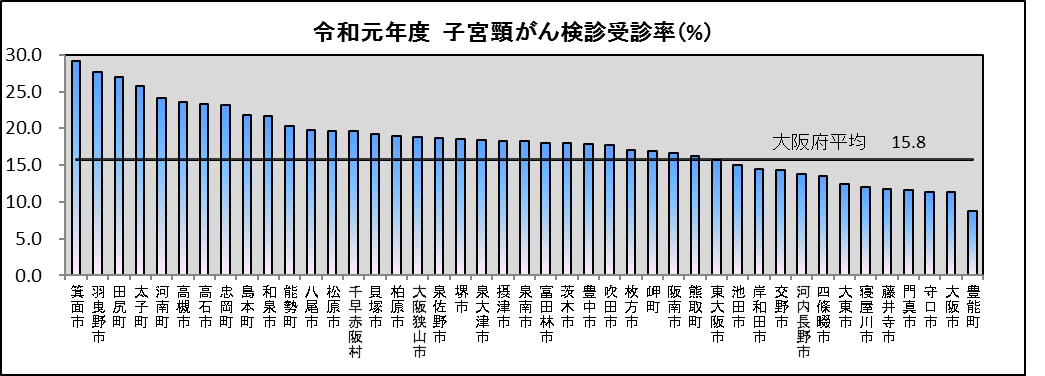 令和元年度 子宮頸がん検診受診率(%)
30.0
25.0
20.0
15.0
10.0
5.0
0.0
大阪府平均 15.8
箕面市
羽曳野市
田尻町
太子町
河南町
高槻市
高石市
忠岡町
島本町
和泉市
能勢町
八尾市
松原市
千早赤阪村
貝塚市
柏原市
大阪狭山市
泉佐野市
堺市
泉大津市
摂津市
泉南市
富田林市
茨木市
豊中市
吹田市
枚方市
岬町
阪南市
熊取町
東大阪市
池田市
岸和田市
交野市
河内長野市
四條畷市
大東市
寝屋川市
藤井寺市
門真市
守口市
大阪市
豊能町